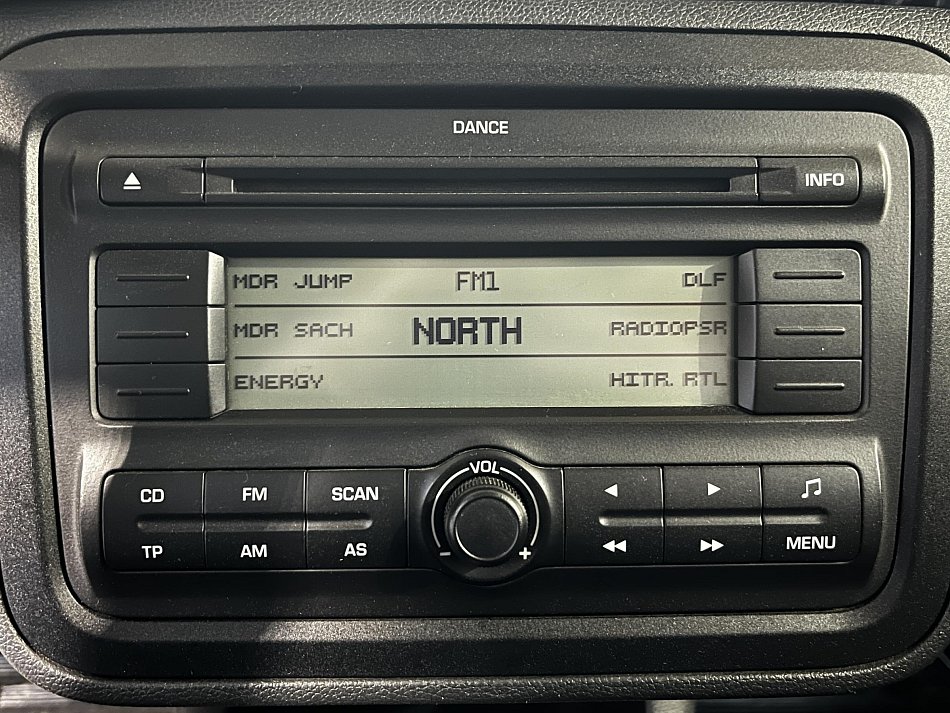 DANCE
INFO
MDR JUMP FM1 DLF
MDR SACH NORTH RADIOPSR
ENERGY HITR. RTL
VOL
CD FM SCAN
TP AM AS
- +
MENU